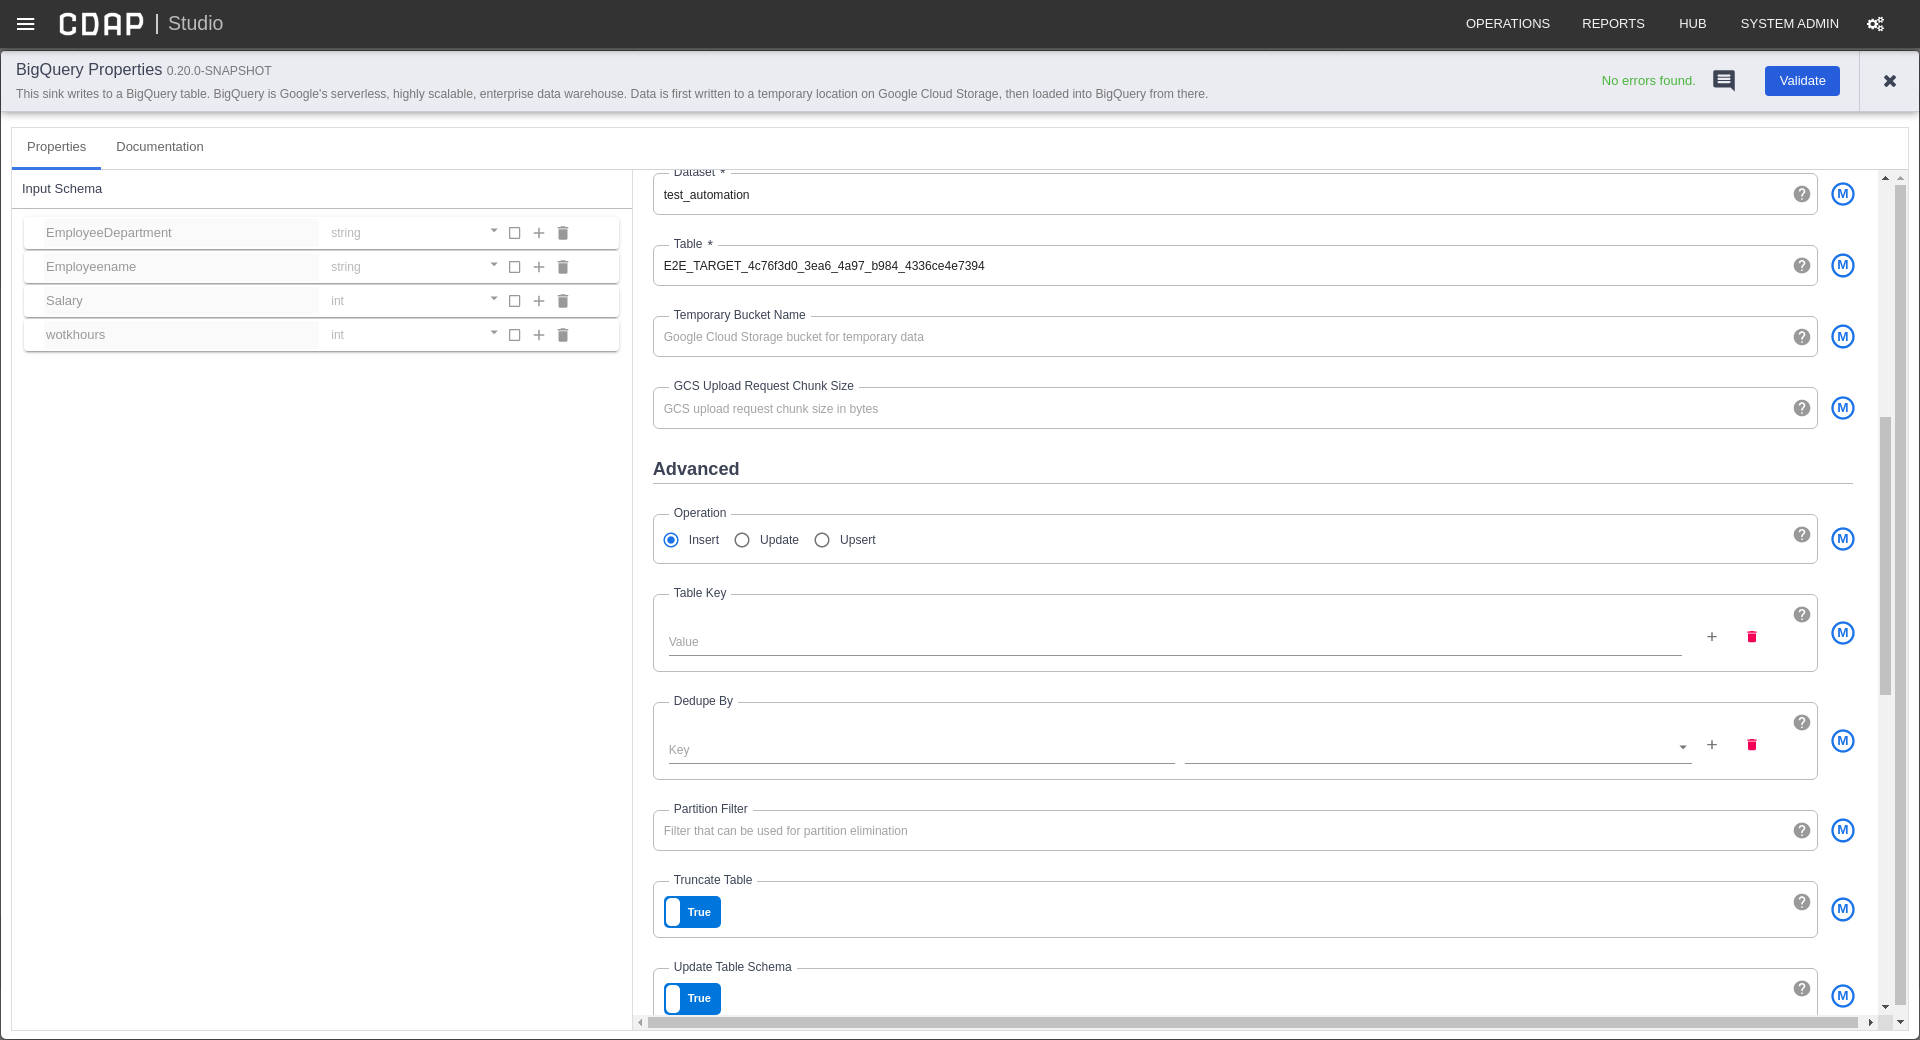 CDAP | Studio
OPERATIONS REPORTS HUB SYSTEM ADMIN
BigQuery Properties 0.20.0-SNAPSHOT
This sink writes to a BigQuery table. BigQuery is Google's serverless, highly scalable, enterprise data warehouse. Data is first written to a temporary location on Google Cloud Storage, then loaded into BigQuery from there.
No errors found.
Validate
Properties Documentation
Input Schema
EmployeeDepartment string
Employeename string
Salary int
wotkhours int
Dataset *
test_automation
M
Table *
E2E_TARGET_4c76f3d0_3ea6_4a97_b984_4336ce4e7394
M
Temporary Bucket Name
Google Cloud Storage bucket for temporary data
M
GCS Upload Request Chunk Size
GCS upload request chunk size in bytes
M
Advanced
Operation
Insert Update Upsert
M
Table Key
Value
M
Dedupe By
Key
M
Partition Filter
Filter that can be used for partition elimination
M
Truncate Table
True
M
Update Table Schema
True
M